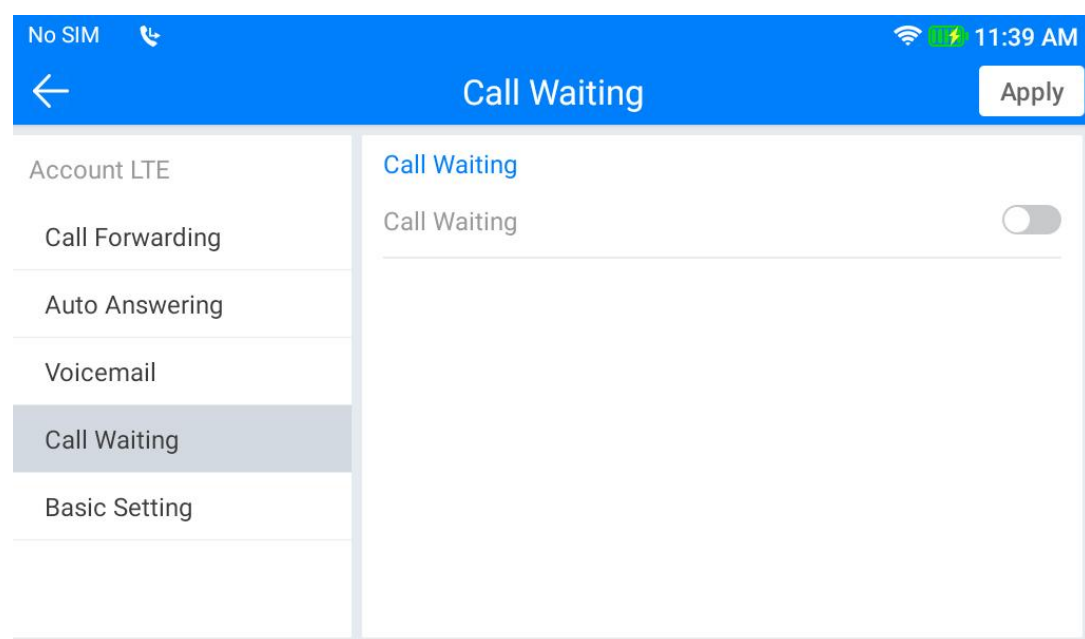 No SIM 11:39 AM
Call Waiting Apply
Account LTE
Call Forwarding
Auto Answering
Voicemail
Call Waiting
Basic Setting
Call Waiting
Call Waiting